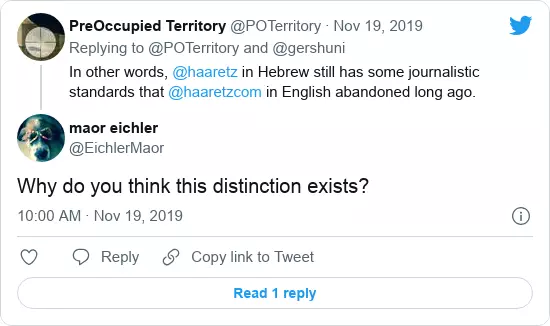 PreOccupied Territory @POTerritory · Nov 19, 2019
Replying to @POTerritory and @gershuni
In other words, @haaretz in Hebrew still has some journalistic
standards that @haaretzcom in English abandoned long ago.
maor eichler
@EichlerMaor
Why do you think this distinction exists?
10:00 AM · Nov 19, 2019
Reply
Copy link to Tweet
Read 1 reply